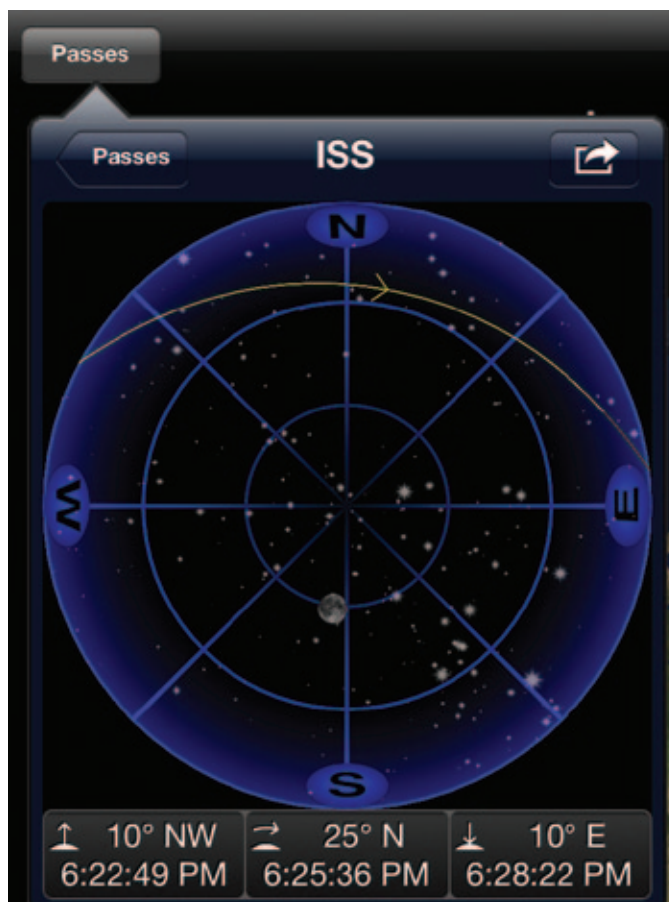 Passes
Passes ISS
N
W E
S
10° NW 25° N 10° E
6:22:49 PM 6:25:36 PM 6:28:22 PM